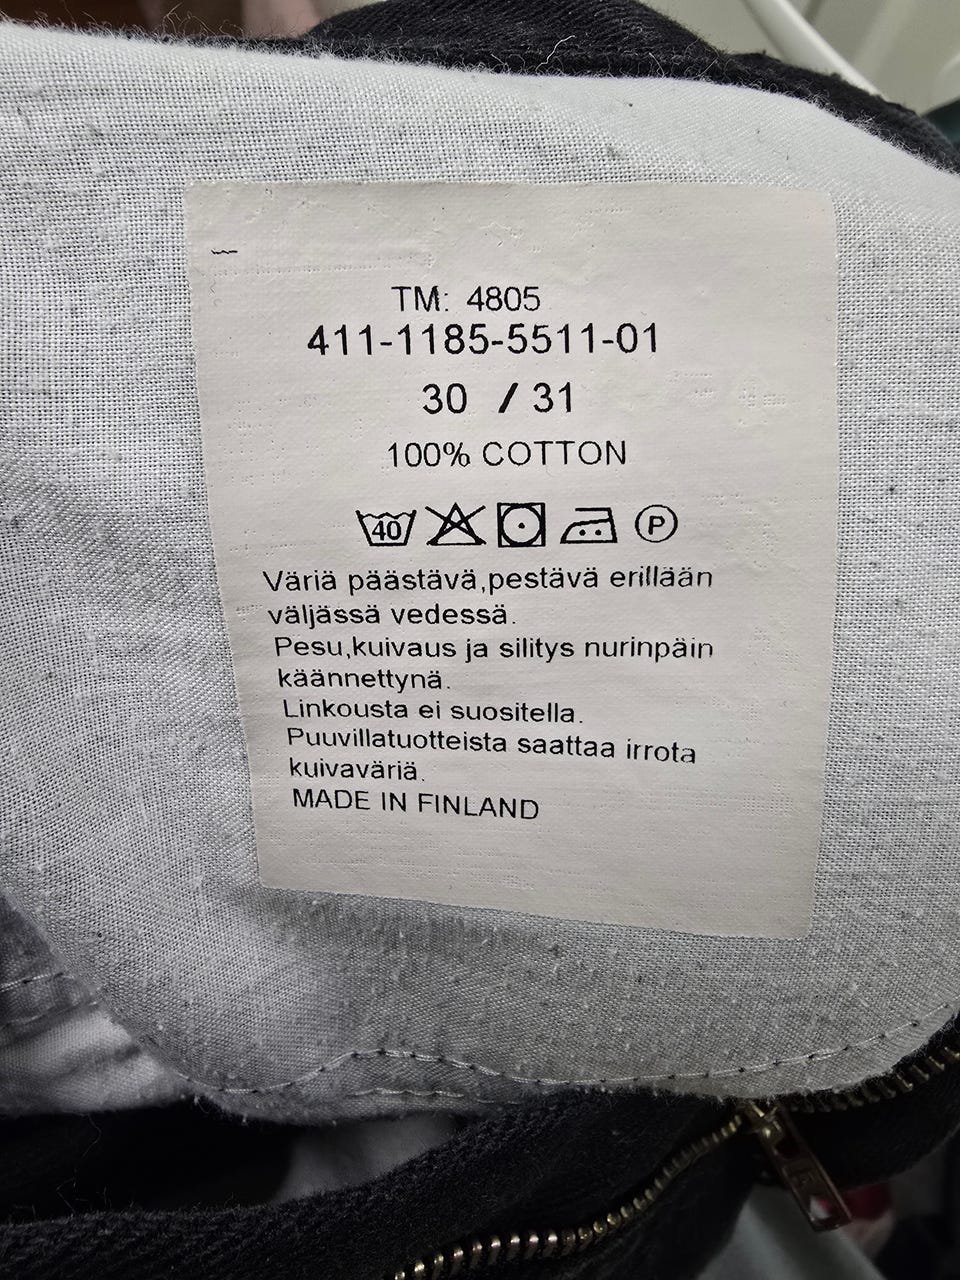 TM: 4805
411-1185-5511-01
30 / 31
100% COTTON
40 P
Väriä päästävä,pestävä erillään
väljässä vedessä.
Pesu,kuivaus ja silitys nurinpäin
käännettynä.
Linkousta ei suositella.
Puuvillatuotteista saattaa irrota
kuivaväriä.
MADE IN FINLAND